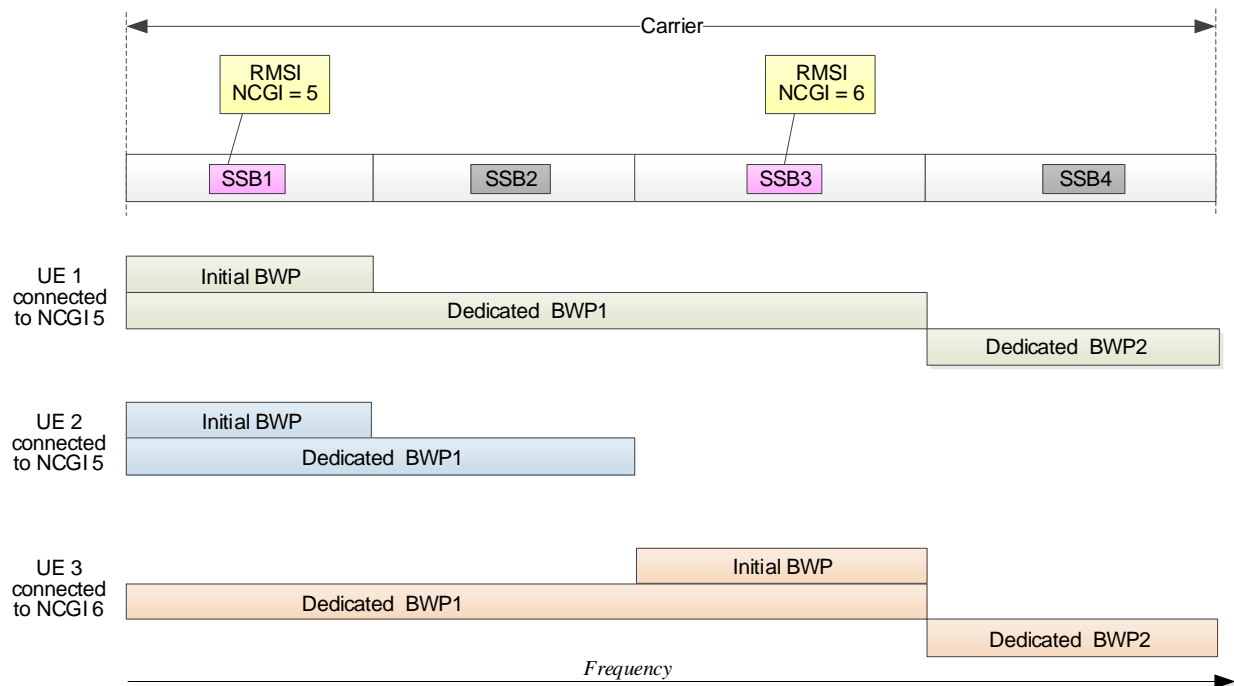 Carrier
RMSI
NCGI = 5
RMSI
NCGI = 6
SSB1
SSB2
SSB3
SSB4
UE 1
connected
to NCGI 5
Initial BWP
Dedicated BWP1
Dedicated BWP2
UE 2
connected
to NCGI 5
Initial BWP
Dedicated BWP1
UE 3
connected
to NCGI 6
Initial BWP
Dedicated BWP1
Dedicated BWP2
Frequency